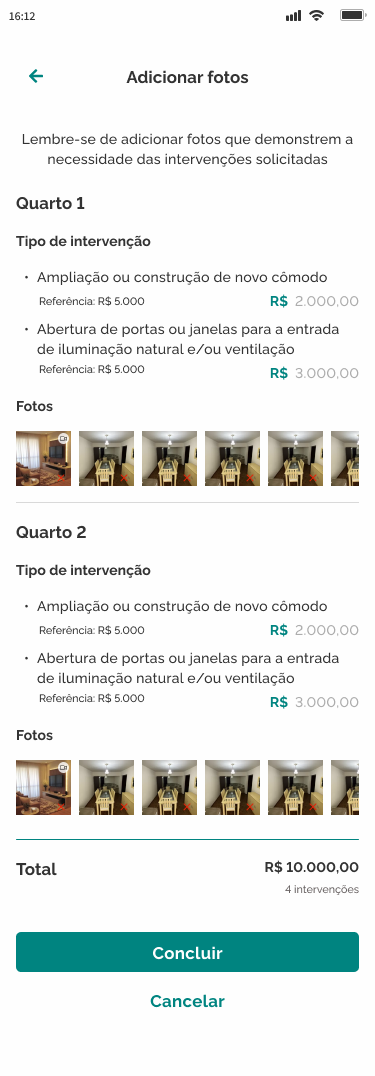 16:12
Adicionar fotos
Lembre-se de adicionar fotos que demonstrem a
necessidade das intervenções solicitadas
Quarto 1
Tipo de intervenção
• Ampliação ou construção de novo cômodo
Referência: R$ 5.000 R$ 2.000,00
• Abertura de portas ou janelas para a entrada
de iluminação natural e/ou ventilação
Referência: R$ 5.000 R$ 3.000,00
Fotos
Quarto 2
Tipo de intervenção
• Ampliação ou construção de novo cômodo
Referência: R$ 5.000 R$ 2.000,00
• Abertura de portas ou janelas para a entrada
de iluminação natural e/ou ventilação
Referência: R$ 5.000 R$ 3.000,00
Fotos
Total R$ 10.000,00
4 intervenções
Concluir
Cancelar